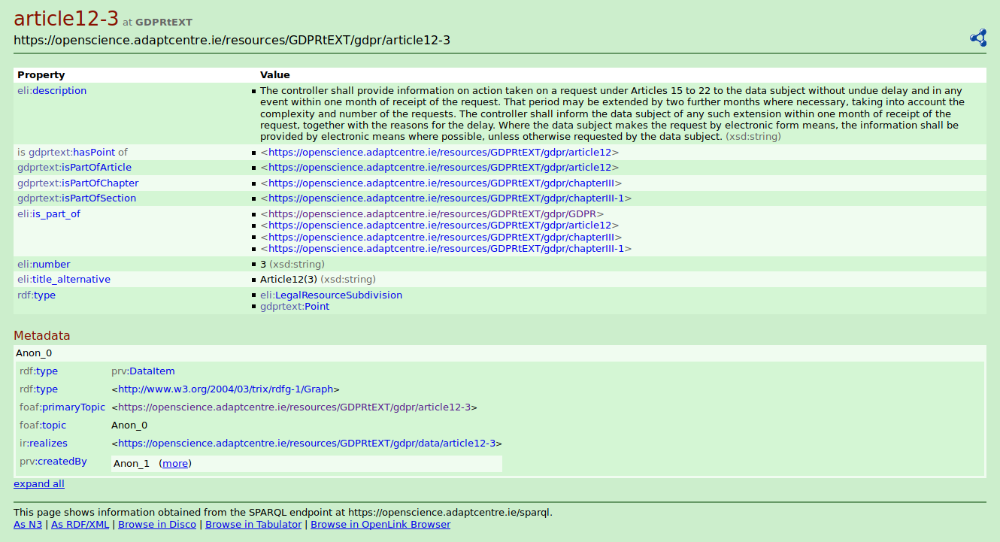 article12-3 at GDPRtEXT
https://openscience.adaptcentre.ie/resources/GDPRtEXT/gdpr/article12-3
Property Value
eli:description ▪ The controller shall provide information on action taken on a request under Articles 15 to 22 to the data subject without undue delay and in any
event within one month of receipt of the request. That period may be extended by two further months where necessary, taking into account the
complexity and number of the requests. The controller shall inform the data subject of any such extension within one month of receipt of the
request, together with the reasons for the delay. Where the data subject makes the request by electronic form means, the information shall be
provided by electronic means where possible, unless otherwise requested by the data subject. (xsd:string)
is gdprtext:hasPoint of ▪ <https://openscience.adaptcentre.ie/resources/GDPRtEXT/gdpr/article12>
gdprtext:isPartOfArticle ▪ <https://openscience.adaptcentre.ie/resources/GDPRtEXT/gdpr/article12>
gdprtext:isPartOfChapter ▪ <https://openscience.adaptcentre.ie/resources/GDPRtEXT/gdpr/chapterIII>
gdprtext:isPartOfSection ▪ <https://openscience.adaptcentre.ie/resources/GDPRtEXT/gdpr/chapterIII-1>
eli:is_part_of ▪ <https://openscience.adaptcentre.ie/resources/GDPRtEXT/gdpr/GDPR>
▪ <https://openscience.adaptcentre.ie/resources/GDPRtEXT/gdpr/article12>
▪ <https://openscience.adaptcentre.ie/resources/GDPRtEXT/gdpr/chapterIII>
▪ <https://openscience.adaptcentre.ie/resources/GDPRtEXT/gdpr/chapterIII-1>
eli:number ▪ 3 (xsd:string)
eli:title_alternative ▪ Article12(3) (xsd:string)
rdf:type ▪ eli:LegalResourceSubdivision
▪ gdprtext:Point
Metadata
Anon_0
rdf:type prv:DataItem
rdf:type <http://www.w3.org/2004/03/trix/rdfg-1/Graph>
foaf:primaryTopic <https://openscience.adaptcentre.ie/resources/GDPRtEXT/gdpr/article12-3>
foaf:topic Anon_0
ir:realizes <https://openscience.adaptcentre.ie/resources/GDPRtEXT/gdpr/data/article12-3>
prv:createdBy Anon_1 (more)
expand all
This page shows information obtained from the SPARQL endpoint at https://openscience.adaptcentre.ie/sparql.
As N3 | As RDF/XML | Browse in Disco | Browse in Tabulator | Browse in OpenLink Browser